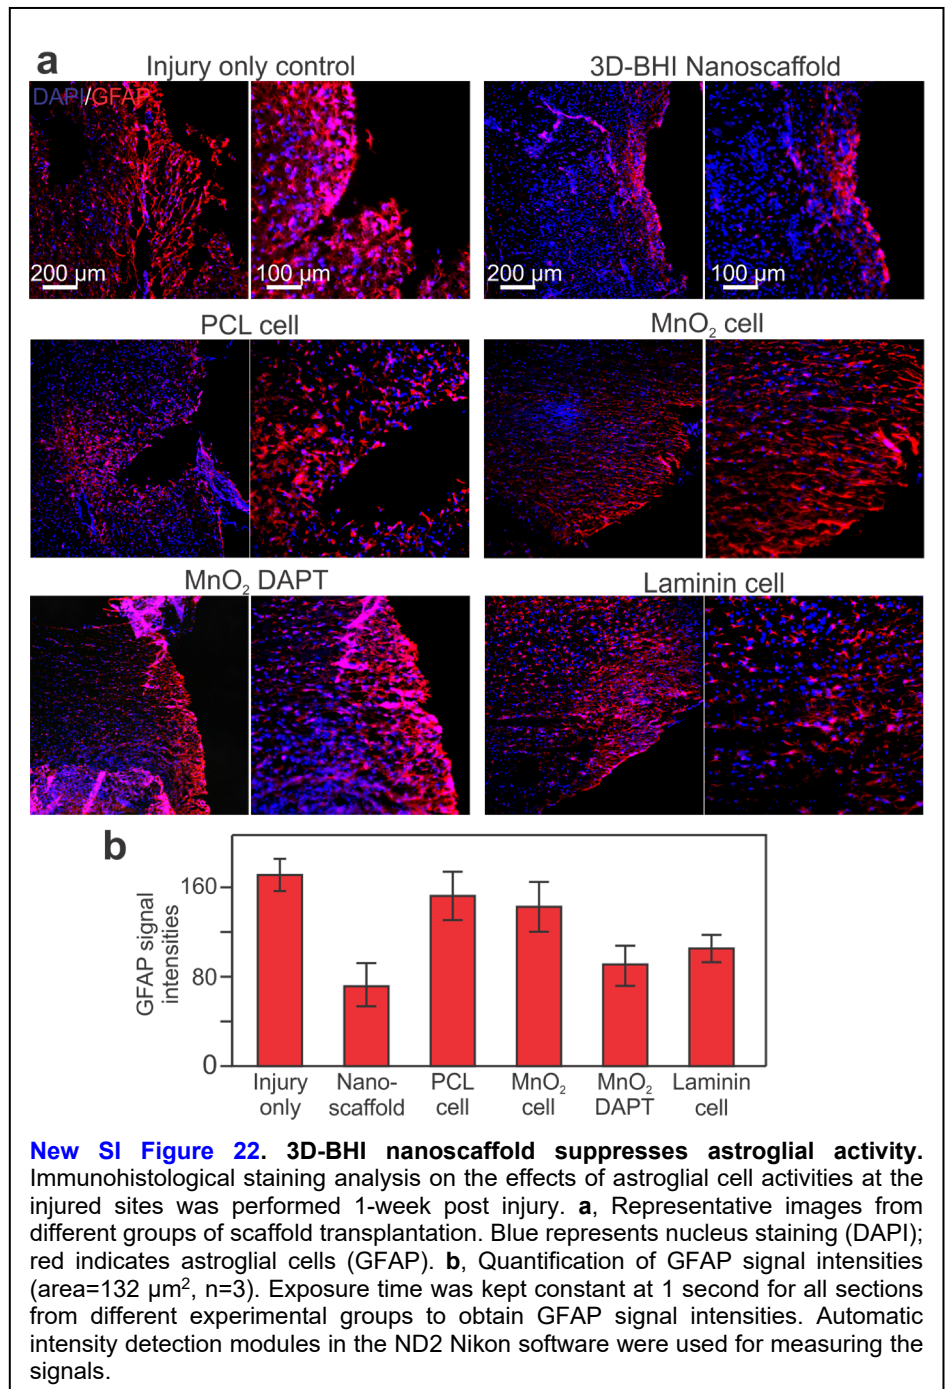 a
Injury only control
3D-BHI Nanoscaffold
DAPI/GFAP
200 µm
100 µm
200 µm
100 µm
PCL cell
MnO₂ cell
MnO₂ DAPT
Laminin cell
b
GFAP signal
intensities
160
80
0
Injury
only
Nano-
scaffold
PCL
cell
MnO₂
cell
MnO₂
DAPT
Laminin
cell
New SI Figure 22. 3D-BHI nanoscaffold suppresses astroglial activity.
Immunohistological staining analysis on the effects of astroglial cell activities at the
injured sites was performed 1-week post injury. a, Representative images from
different groups of scaffold transplantation. Blue represents nucleus staining (DAPI);
red indicates astroglial cells (GFAP). b, Quantification of GFAP signal intensities
(area=132 µm², n=3). Exposure time was kept constant at 1 second for all sections
from different experimental groups to obtain GFAP signal intensities. Automatic
intensity detection modules in the ND2 Nikon software were used for measuring the
signals.